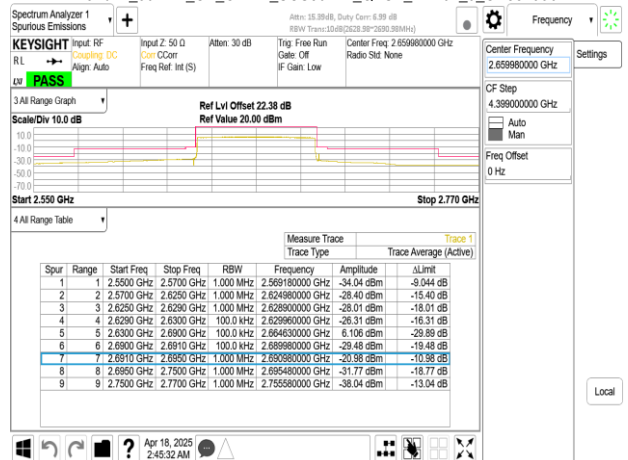 Spectrum Analyzer 1
Spurious Emissions
Attn: 15.39dB, Duty Corr: 6.99 dB
RBW Trans:10dB(2628.98~2690.98MHz)
Frequency
KEYSIGHT
RL
LXI
PASS
Input: RF
Coupling: DC
Align: Auto
Input Z: 50 Ω
Corr CCorr
Freq Ref: Int (S)
Atten: 30 dB
Trig: Free Run
Gate: Off
IF Gain: Low
Center Freq: 2.659980000 GHz
Radio Std: None
Center Frequency
2.659980000 GHz
Settings
CF Step
4.399000000 GHz
Auto
Man
Freq Offset
0 Hz
3 All Range Graph
Scale/Div 10.0 dB
Ref Lvl Offset 22.38 dB
Ref Value 20.00 dBm
10.0
-10.0
-30.0
-50.0
-70.0
Start 2.550 GHz
Stop 2.770 GHz
4 All Range Table
Measure Trace Trace 1
Trace Type Trace Average (Active)
Spur Range Start Freq Stop Freq RBW Frequency Amplitude ΔLimit
1 1 2.5500 GHz 2.5700 GHz 1.000 MHz 2.569180000 GHz -34.04 dBm -9.044 dB
2 2 2.5700 GHz 2.6250 GHz 1.000 MHz 2.624980000 GHz -28.40 dBm -15.40 dB
3 3 2.6250 GHz 2.6290 GHz 1.000 MHz 2.628900000 GHz -28.01 dBm -18.01 dB
4 4 2.6290 GHz 2.6300 GHz 100.0 kHz 2.629960000 GHz -26.31 dBm -16.31 dB
5 5 2.6300 GHz 2.6900 GHz 100.0 kHz 2.664630000 GHz 6.106 dBm -29.89 dB
6 6 2.6900 GHz 2.6910 GHz 100.0 kHz 2.689980000 GHz -29.48 dBm -19.48 dB
7 7 2.6910 GHz 2.6950 GHz 1.000 MHz 2.690980000 GHz -20.98 dBm -10.98 dB
8 8 2.6950 GHz 2.7500 GHz 1.000 MHz 2.695480000 GHz -31.77 dBm -18.77 dB
9 9 2.7500 GHz 2.7700 GHz 1.000 MHz 2.755580000 GHz -38.04 dBm -13.04 dB
Local
Apr 18, 2025
2:45:32 AM